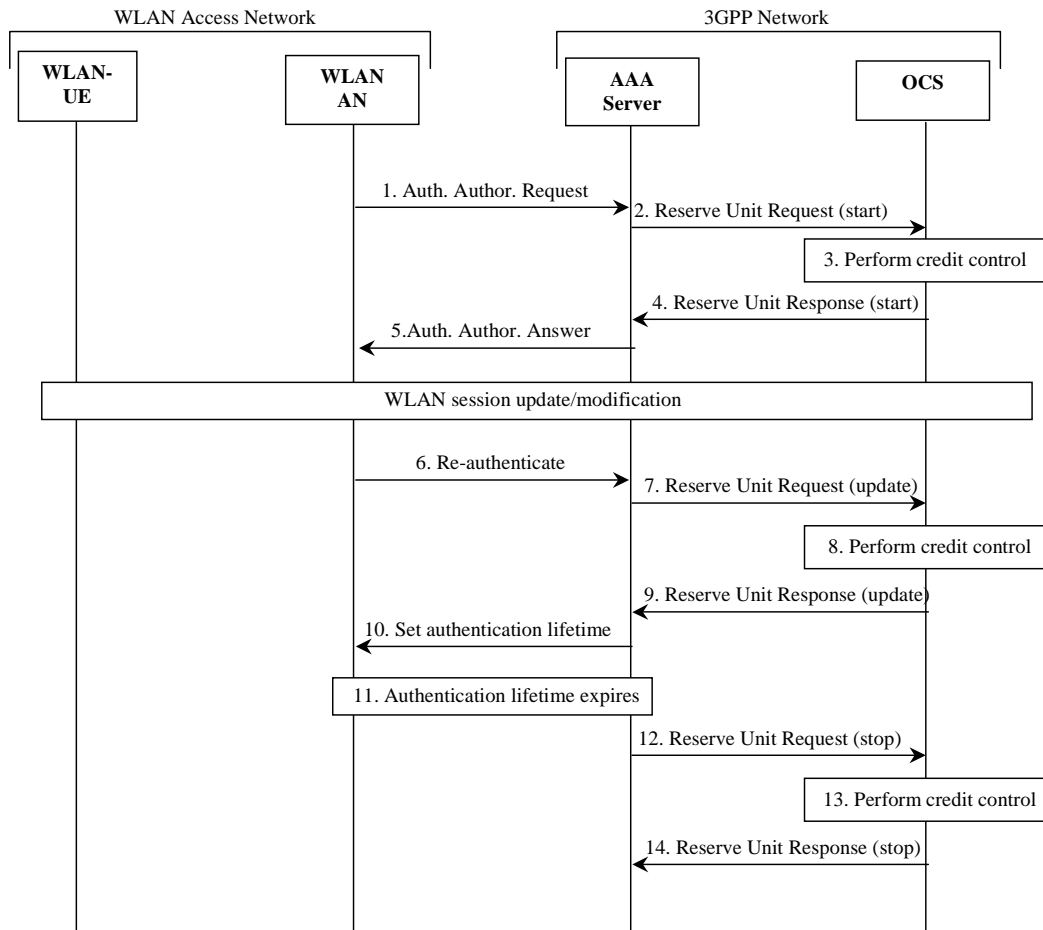 WLAN Access Network
3GPP Network
WLAN-
UE
WLAN
AN
AAA
Server
OCS
1. Auth. Author. Request
2. Reserve Unit Request (start)
3. Perform credit control
4. Reserve Unit Response (start)
5.Auth. Author. Answer
WLAN session update/modification
6. Re-authenticate
7. Reserve Unit Request (update)
8. Perform credit control
9. Reserve Unit Response (update)
10. Set authentication lifetime
11. Authentication lifetime expires
12. Reserve Unit Request (stop)
13. Perform credit control
14. Reserve Unit Response (stop)